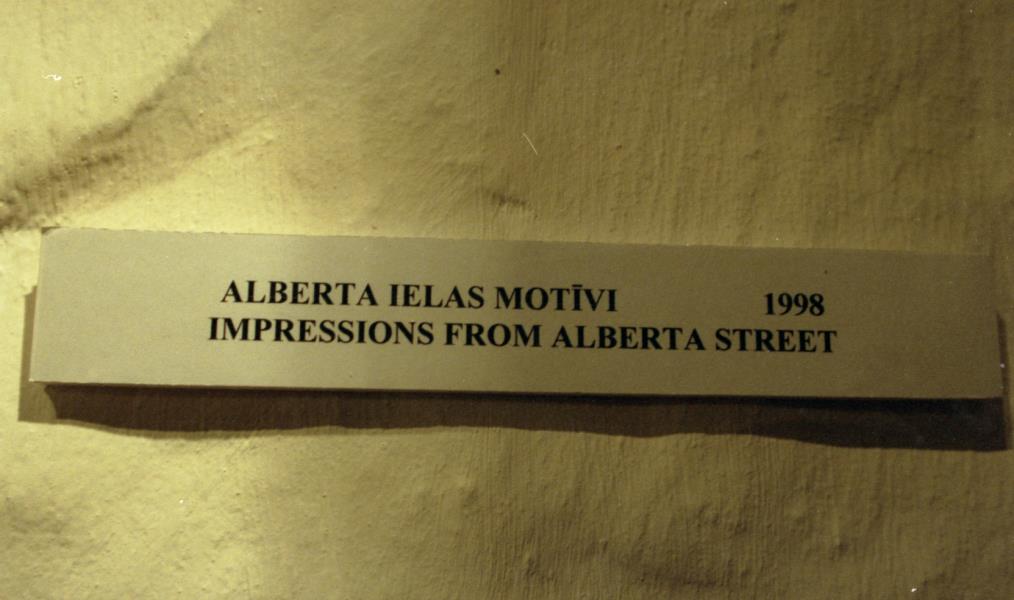 ALBERTA IELAS MOTĪVI 1998
IMPRESSIONS FROM ALBERTA STREET